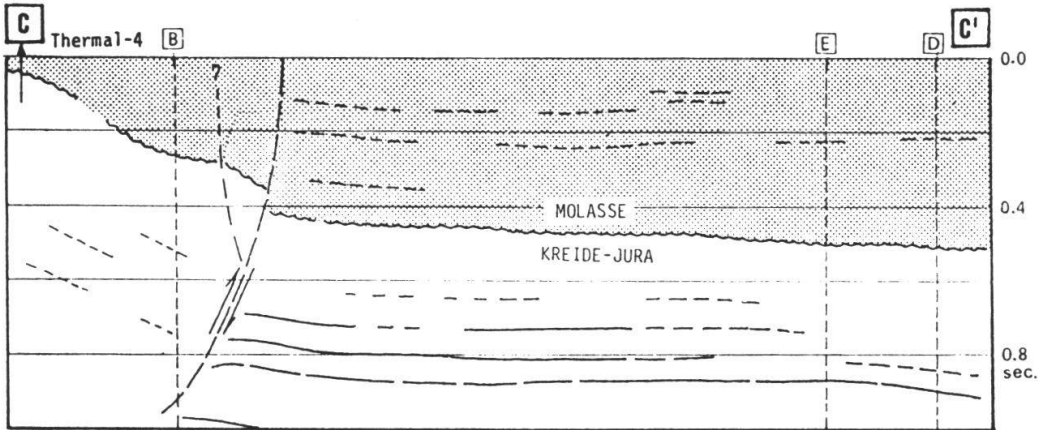 C
Thermal-4
B
E
D
C'
?
0.0
MOLASSE
0.4
KREIDE-JURA
0.8
sec.